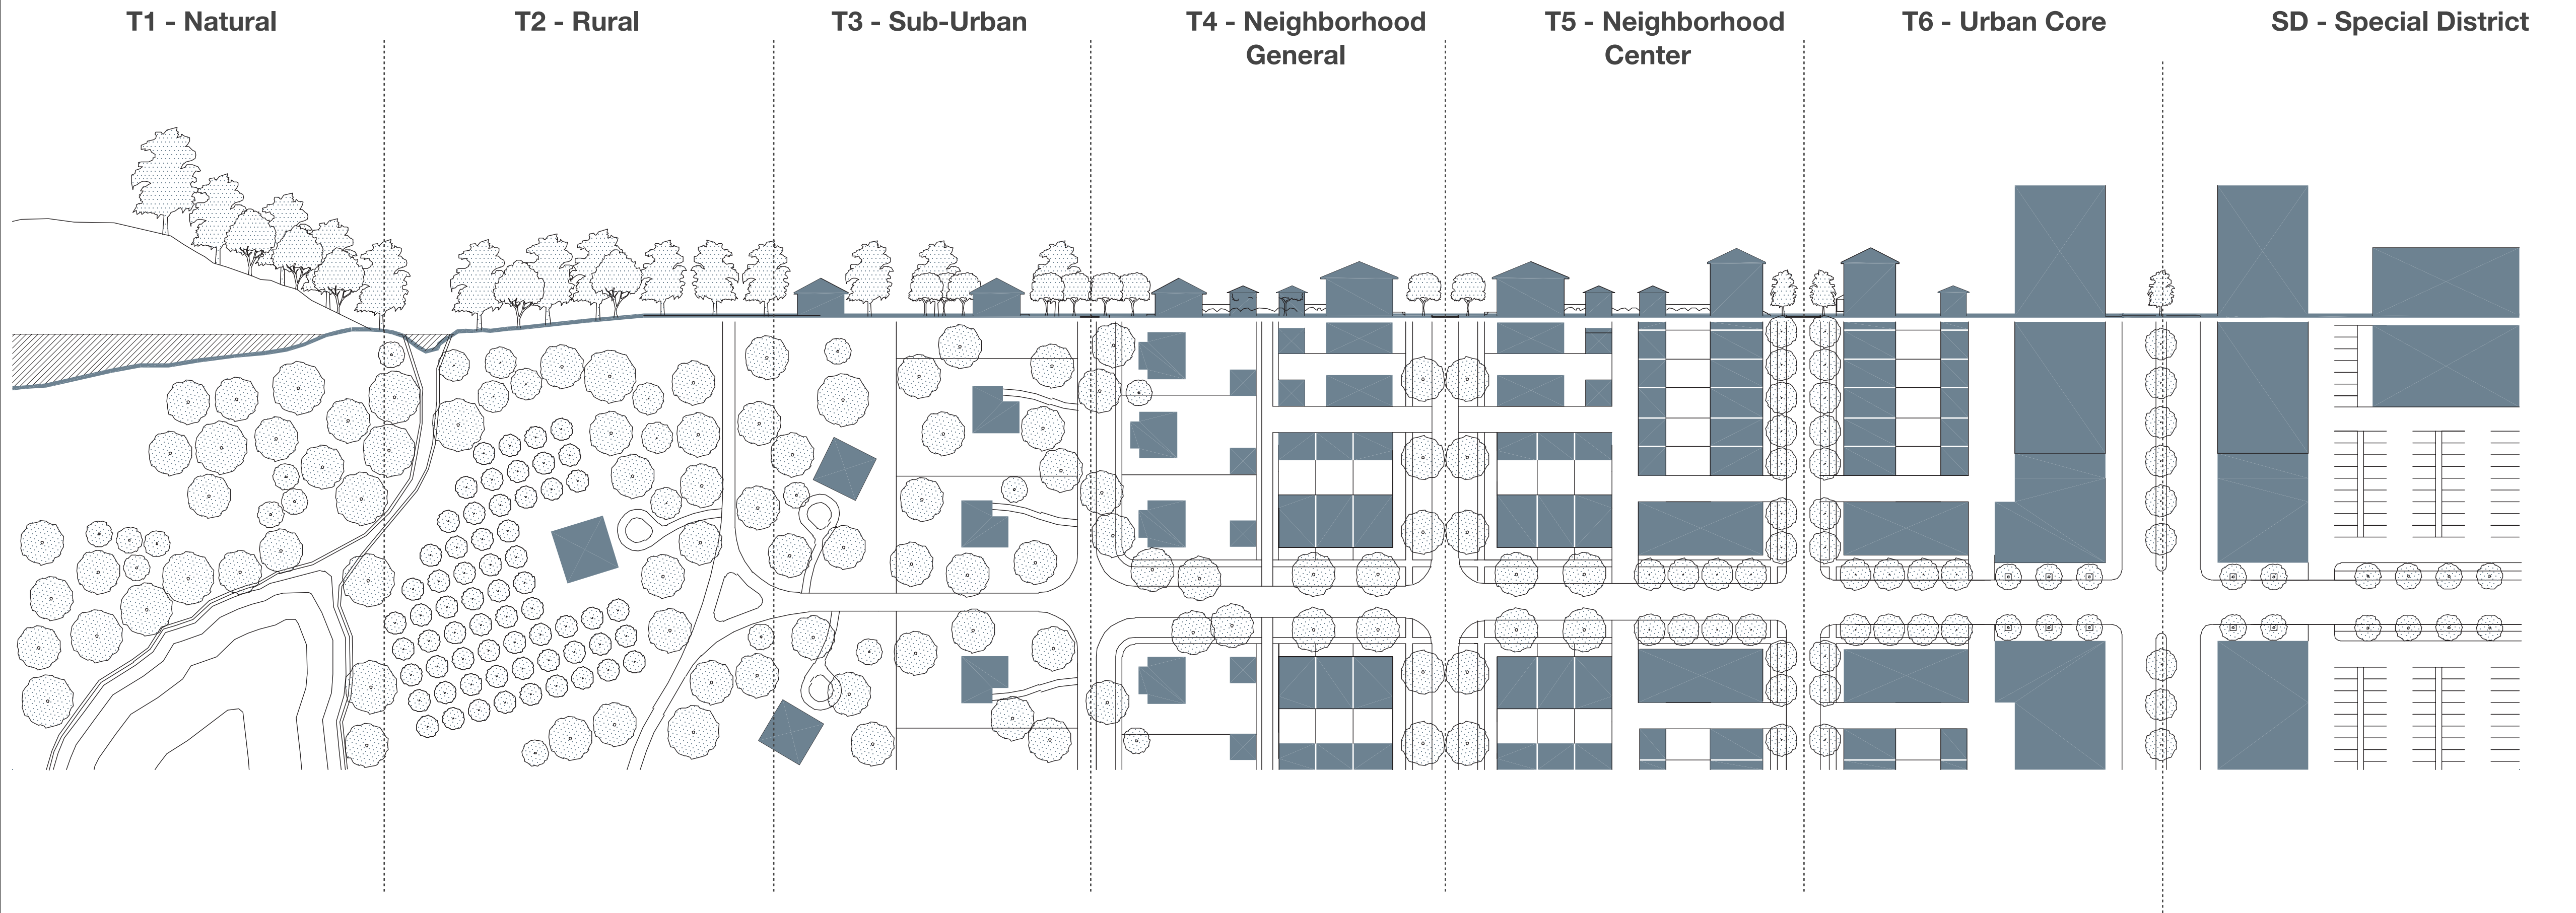 T1 - Natural
T2 - Rural
T3 - Sub-Urban
T4 - Neighborhood
General
T5 - Neighborhood
Center
T6 - Urban Core
SD - Special District